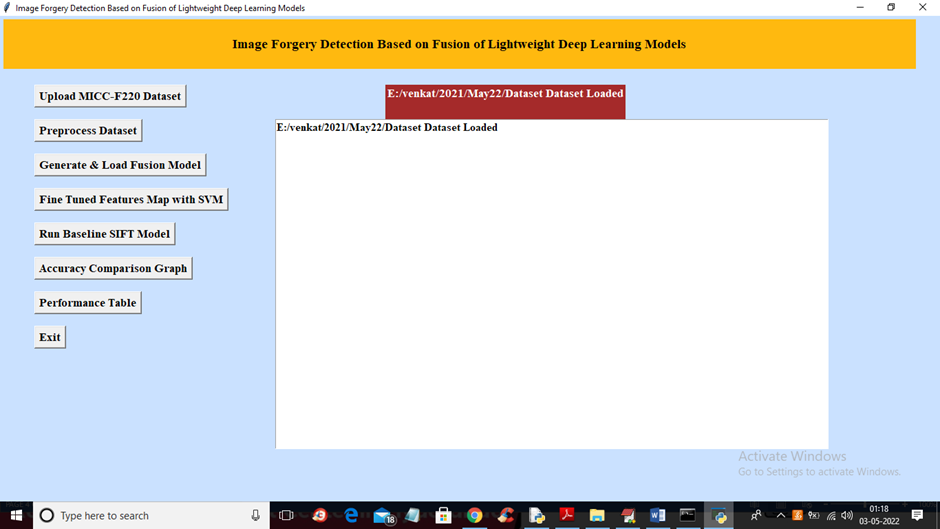 Image Forgery Detection Based on Fusion of Lightweight Deep Learning Models
Image Forgery Detection Based on Fusion of Lightweight Deep Learning Models
Upload MICC-F220 Dataset
E:/venkat/2021/May22/Dataset Dataset Loaded
E:/venkat/2021/May22/Dataset Dataset Loaded
Preprocess Dataset
Generate & Load Fusion Model
Fine Tuned Features Map with SVM
Run Baseline SIFT Model
Accuracy Comparison Graph
Performance Table
Exit
Activate Windows
Go to Settings to activate Windows.
Type here to search
18
01:18
03-05-2022